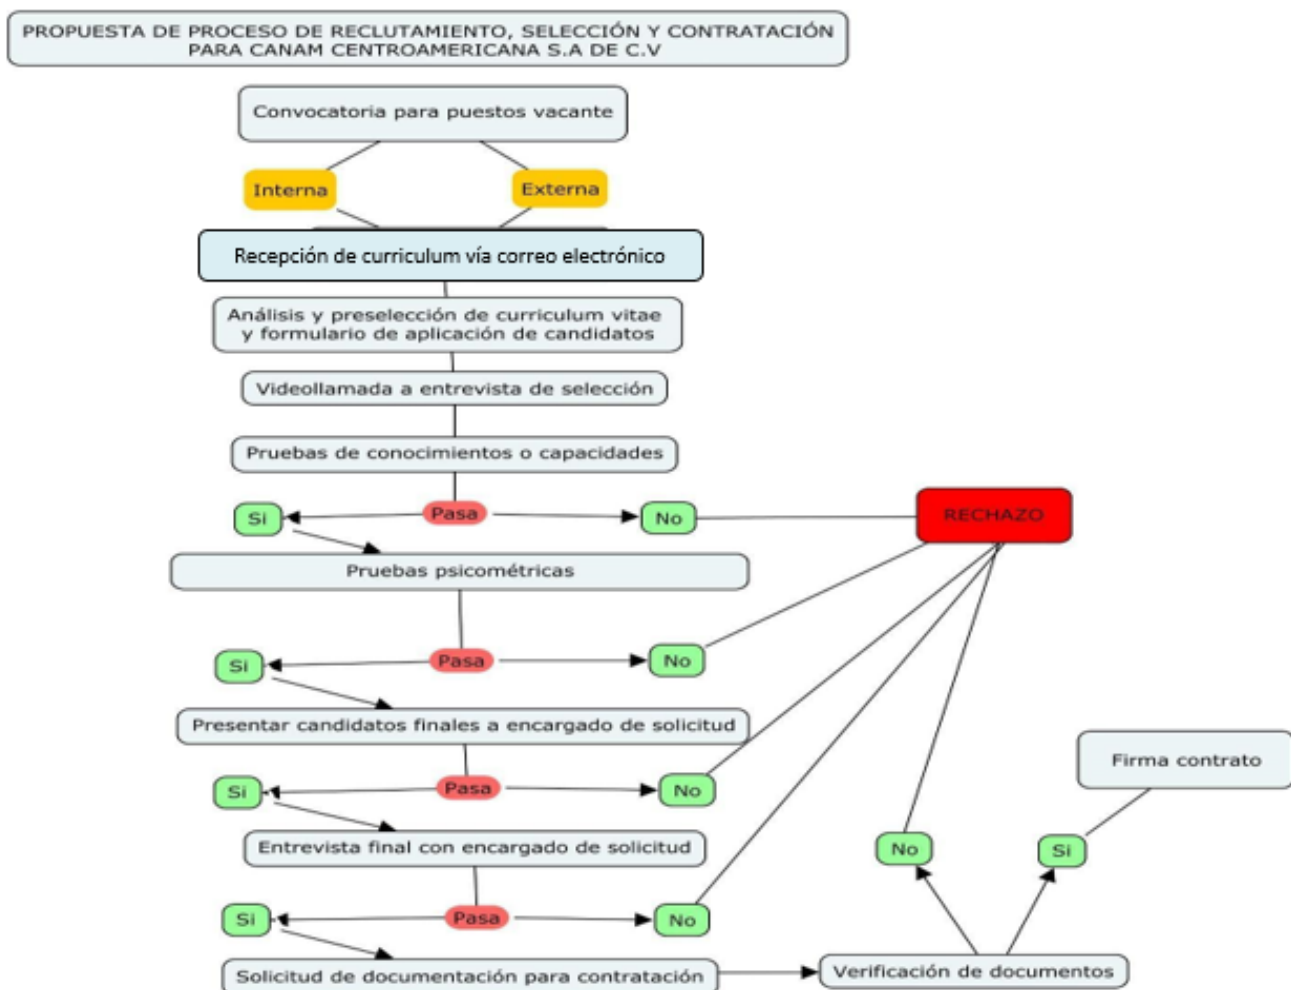 PROPUESTA DE PROCESO DE RECLUTAMIENTO, SELECCIÓN Y CONTRATACIÓN
PARA CANAM CENTROAMERICANA S.A DE C.V
Convocatoria para puestos vacante
Interna
Externa
Recepción de curriculum vía correo electrónico
Análisis y preselección de curriculum vitae
y formulario de aplicación de candidatos
Videollamada a entrevista de selección
Pruebas de conocimientos o capacidades
Si
Pasa
No
RECHAZO
Pruebas psicométricas
Si
Pasa
No
Presentar candidatos finales a encargado de solicitud
Si
Pasa
No
Firma contrato
Entrevista final con encargado de solicitud
No
Si
Si
Pasa
No
Solicitud de documentación para contratación
Verificación de documentos